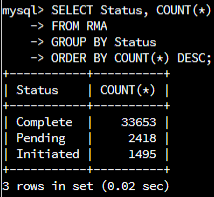 mysql> SELECT Status, COUNT(*)
    -> FROM RMA
    -> GROUP BY Status
    -> ORDER BY COUNT(*) DESC;
+-----------+----------+
| Status    | COUNT(*) |
+-----------+----------+
| Complete  |    33653 |
| Pending   |     2418 |
| Initiated |     1495 |
+-----------+----------+
3 rows in set (0.02 sec)